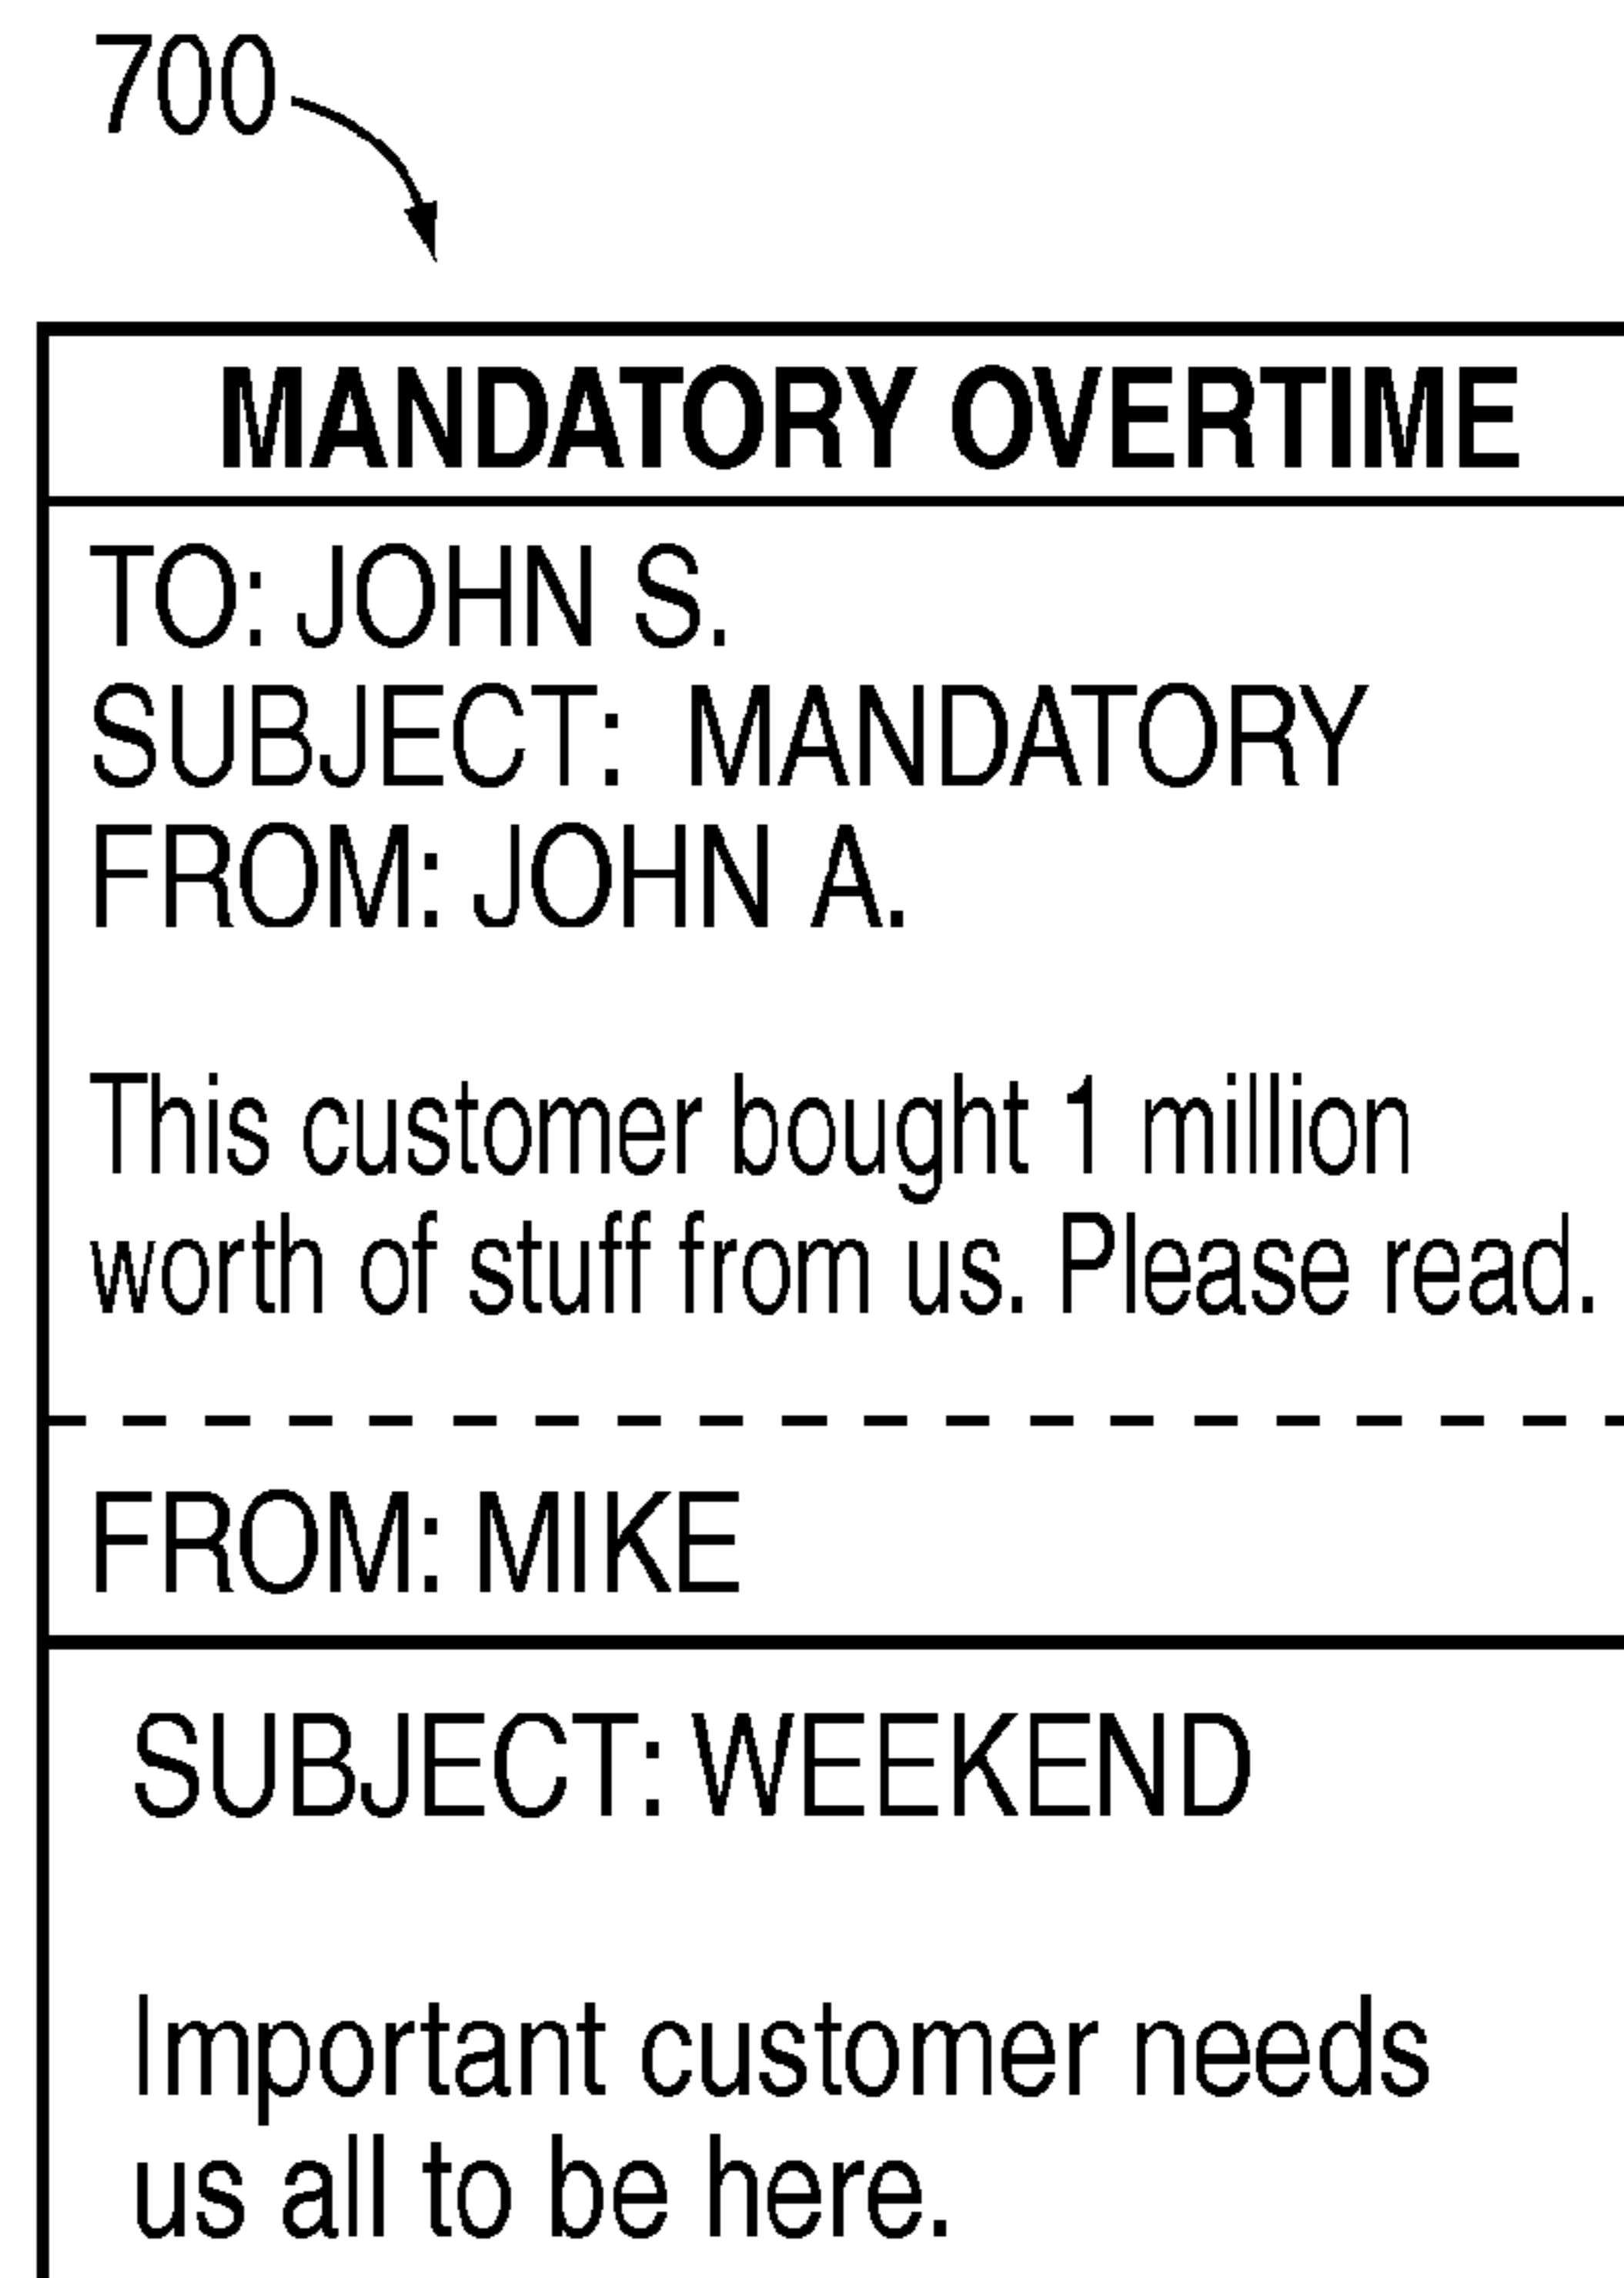 700
MANDATORY OVERTIME
TO: JOHN S.
SUBJECT: MANDATORY
FROM: JOHN A.
This customer bought 1 million
worth of stuff from us. Please read.
FROM: MIKE
SUBJECT: WEEKEND
Important customer needs
us all to be here.